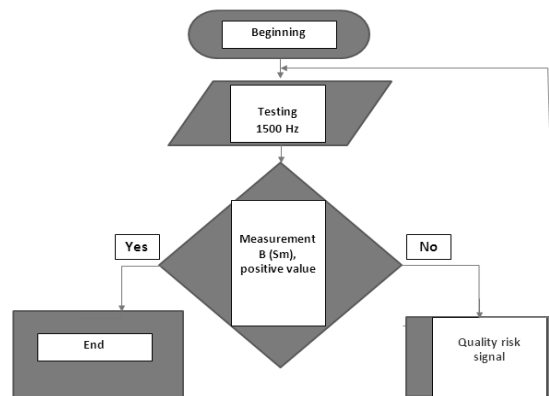 Beginning
Testing
1500 Hz
Measurement
B (Sm),
positive value
Yes
No
End
Quality risk
signal